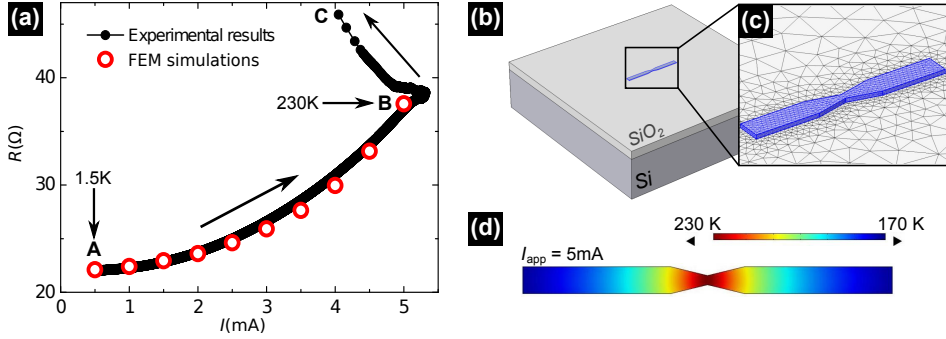 (a)
C
Experimental results
FEM simulations
230K
B
1.5K
A
R(Ω)
40
30
20
0
1
2
3
4
5
I(mA)
(b)
SiO2
Si
(c)
(d)
230 K
170 K
Iapp = 5mA